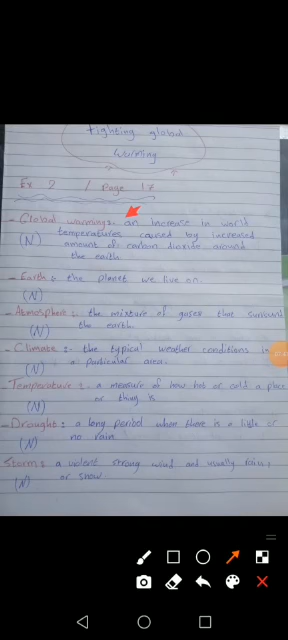 fighting global
warming
Ex 2 / Page 17
- Global warming: an increase in world
(N) temperatures caused by increased
amount of carbon dioxide around
the earth
- Earth: the planet we live on.
(N)
- Atmosphere: the mixture of gases that surround
(N) the earth.
- Climate: the typical weather conditions in
(N) a particular area.
- Temperature: a measure of how hot or cold a place
(N) or thing is
- Drought: a long period when there is a little or
(N) no rain
Storm: a violent strong wind and usually rain,
(N) or snow